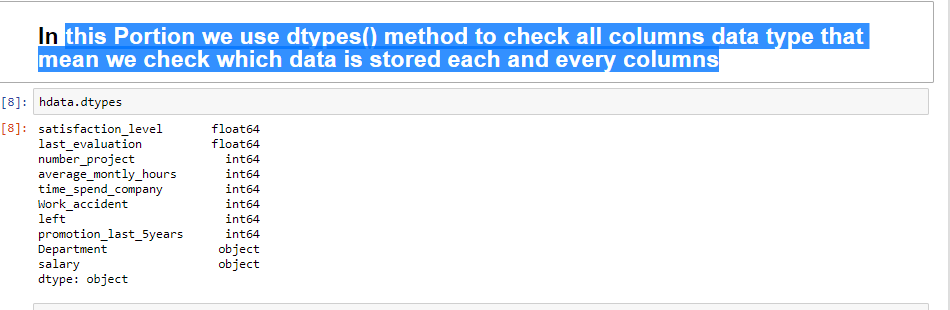 In this Portion we use dtypes() method to check all columns data type that
mean we check which data is stored each and every columns
[8]: hdata.dtypes
[8]: satisfaction_level float64
last_evaluation float64
number_project int64
average_montly_hours int64
time_spend_company int64
Work_accident int64
left int64
promotion_last_5years int64
Department object
salary object
dtype: object